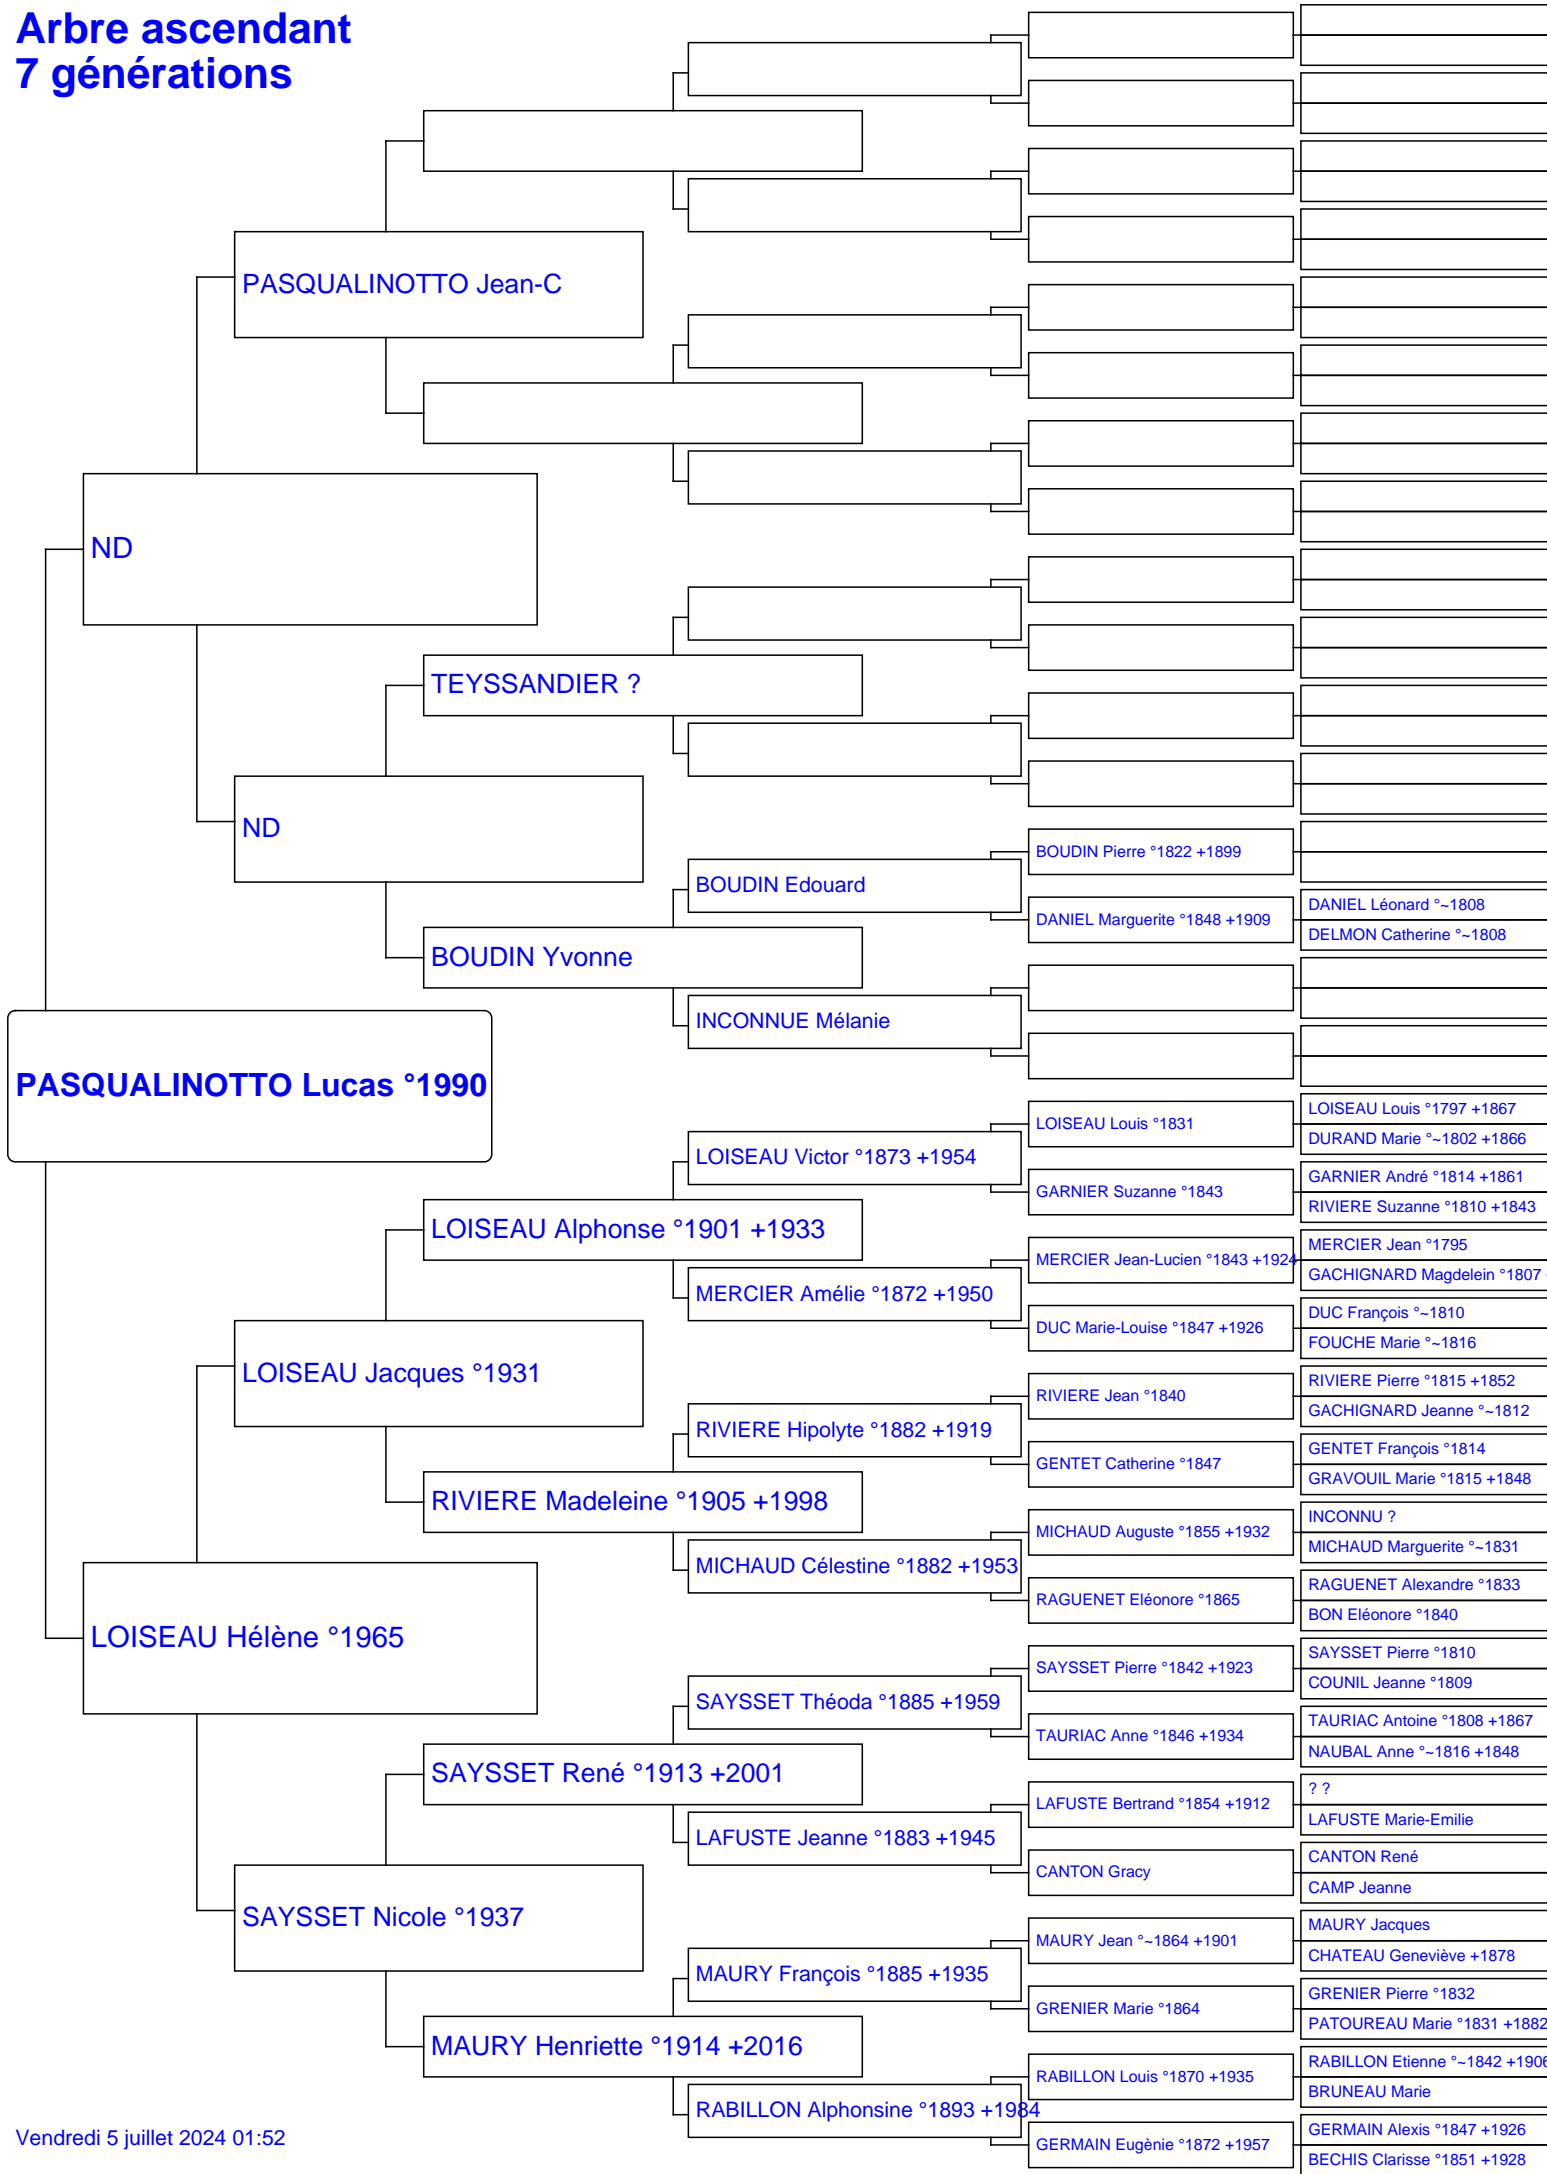 Arbre ascendant
7 générations
PASQUALINOTTO Jean-C
ND
TEYSSANDIER ?
ND
BOUDIN Pierre °1822 +1899
BOUDIN Edouard
DANIEL Léonard °~1808
DANIEL Marguerite °1848 +1909
DELMON Catherine °~1808
BOUDIN Yvonne
INCONNUE Mélanie
PASQUALINOTTO Lucas °1990
LOISEAU Louis °1797 +1867
LOISEAU Louis °1831
DURAND Marie °~1802 +1866
LOISEAU Victor °1873 +1954
GARNIER André °1814 +1861
GARNIER Suzanne °1843
RIVIERE Suzanne °1810 +1843
LOISEAU Alphonse °1901 +1933
MERCIER Jean °1795
MERCIER Jean-Lucien °1843 +1924
GACHIGNARD Magdelein °1807
MERCIER Amélie °1872 +1950
DUC François °~1810
DUC Marie-Louise °1847 +1926
FOUCHE Marie °~1816
LOISEAU Jacques °1931
RIVIERE Pierre °1815 +1852
RIVIERE Jean °1840
GACHIGNARD Jeanne °~1812
RIVIERE Hipolyte °1882 +1919
GENTET François °1814
GENTET Catherine °1847
GRAVOUIL Marie °1815 +1848
RIVIERE Madeleine °1905 +1998
INCONNU ?
MICHAUD Auguste °1855 +1932
MICHAUD Marguerite °~1831
MICHAUD Célestine °1882 +1953
RAGUENET Alexandre °1833
RAGUENET Eléonore °1865
BON Eléonore °1840
LOISEAU Hélène °1965
SAYSSET Pierre °1810
SAYSSET Pierre °1842 +1923
COUNIL Jeanne °1809
SAYSSET Théoda °1885 +1959
TAURIAC Antoine °1808 +1867
TAURIAC Anne °1846 +1934
NAUBAL Anne °~1816 +1848
SAYSSET René °1913 +2001
? ?
LAFUSTE Bertrand °1854 +1912
LAFUSTE Marie-Emilie
LAFUSTE Jeanne °1883 +1945
CANTON René
CANTON Gracy
CAMP Jeanne
SAYSSET Nicole °1937
MAURY Jacques
MAURY Jean °~1864 +1901
CHATEAU Geneviève +1878
MAURY François °1885 +1935
GRENIER Pierre °1832
GRENIER Marie °1864
PATOUREAU Marie °1831 +1882
MAURY Henriette °1914 +2016
RABILLON Etienne °~1842 +1906
RABILLON Louis °1870 +1935
BRUNEAU Marie
RABILLON Alphonsine °1893 +1984
GERMAIN Alexis °1847 +1926
GERMAIN Eugènie °1872 +1957
BECHIS Clarisse °1851 +1928
Vendredi 5 juillet 2024 01:52